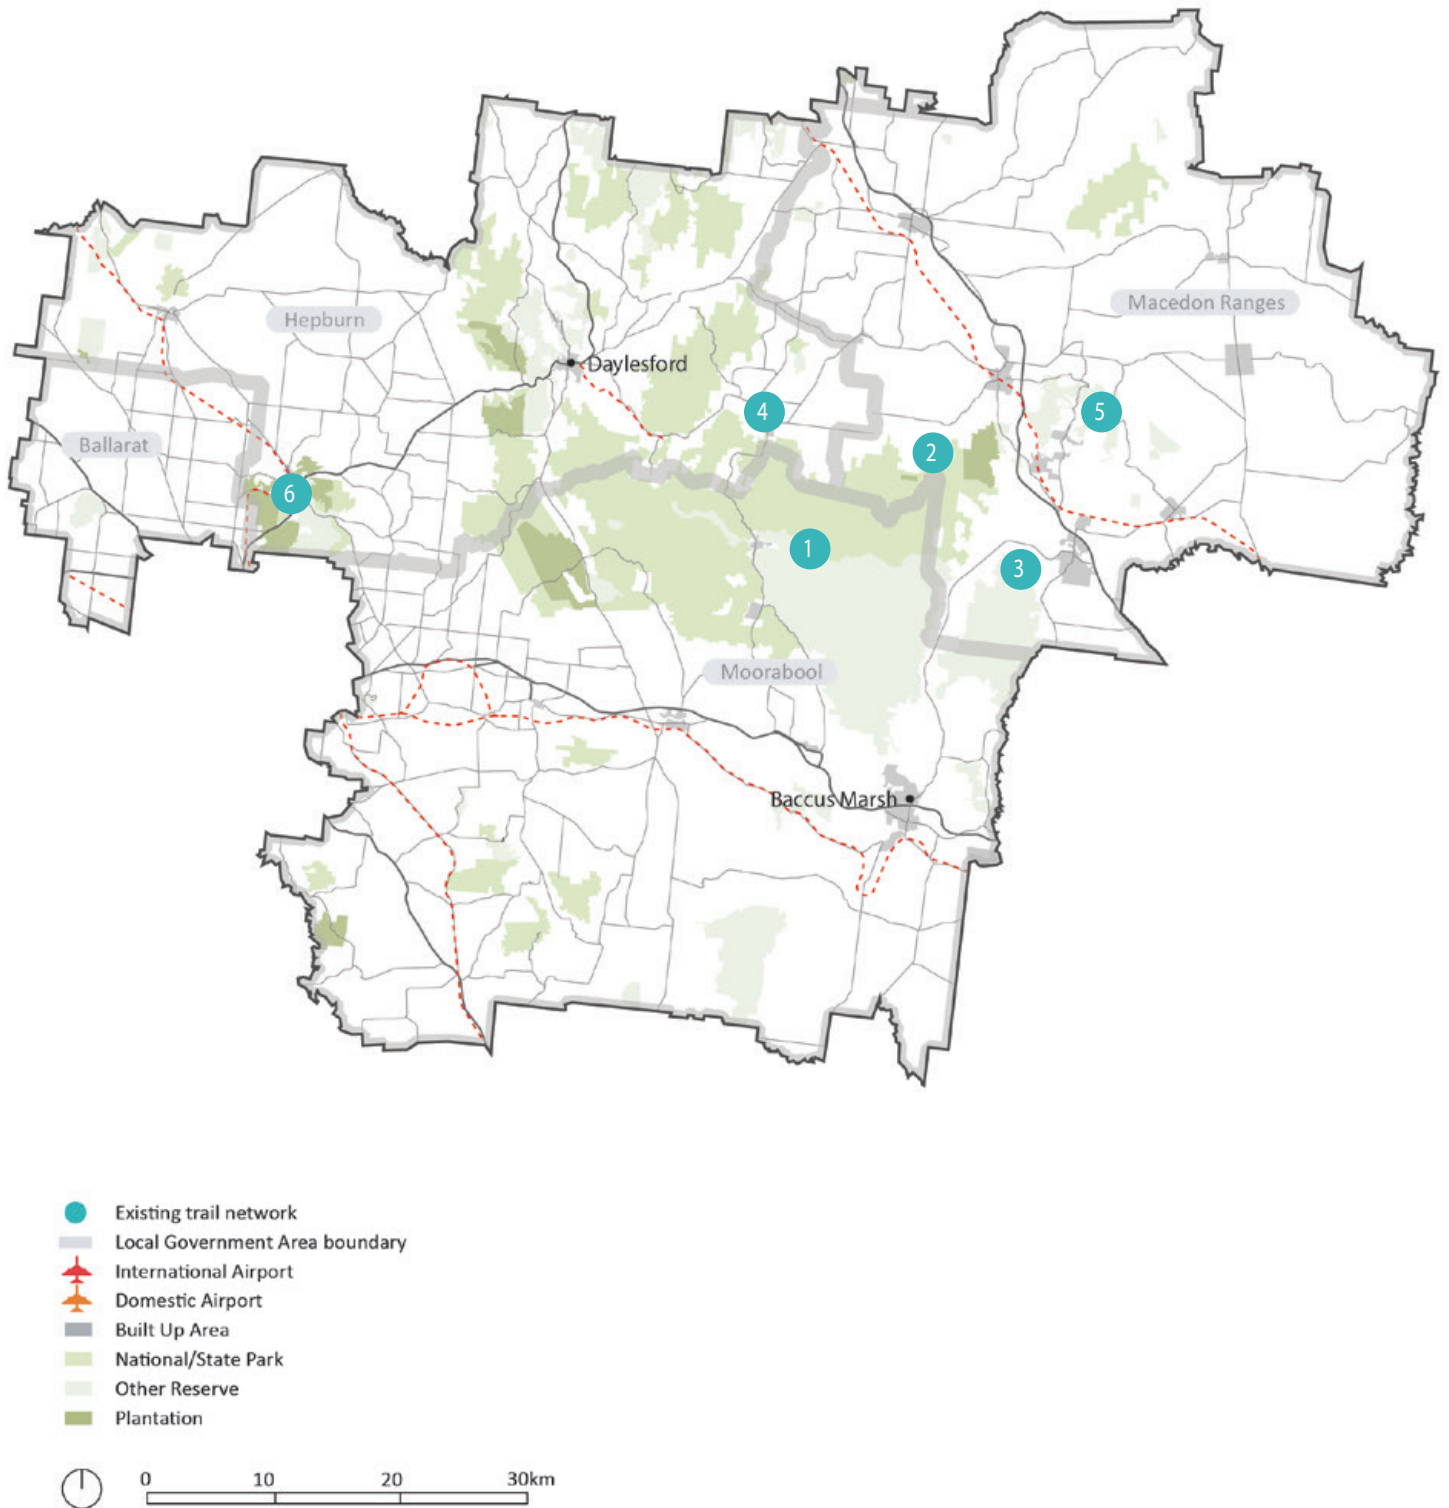 Macedon Ranges
Hepburn
Daylesford
4
5
Ballarat
2
6
1
3
Moorabool
Baccus Marsh
Existing trail network
Local Government Area boundary
International Airport
Domestic Airport
Built Up Area
National/State Park
Other Reserve
Plantation
0 10 20 30km